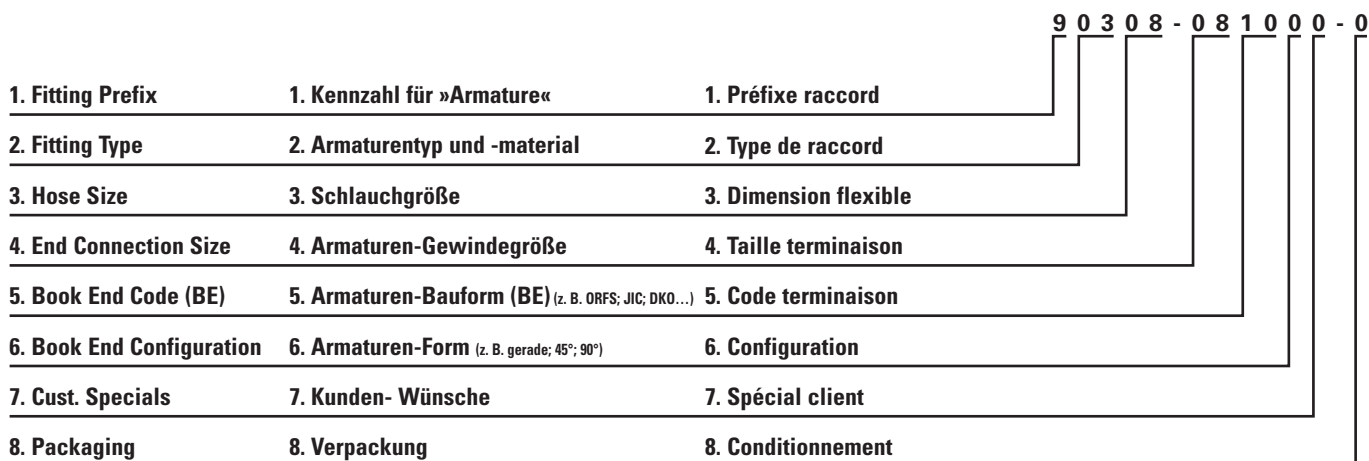 9 0 3 0 8 - 0 8 1 0 0 0 - 0
1. Fitting Prefix 1. Kennzahl für »Armature« 1. Préfixe raccord
2. Fitting Type 2. Armaturentyp und -material 2. Type de raccord
3. Hose Size 3. Schlauchgröße 3. Dimension flexible
4. End Connection Size 4. Armaturen-Gewindegröße 4. Taille terminaison
5. Book End Code (BE) 5. Armaturen-Bauform (BE) (z. B. ORFS; JIC; DKO…) 5. Code terminaison
6. Book End Configuration 6. Armaturen-Form (z. B. gerade; 45°; 90°) 6. Configuration
7. Cust. Specials 7. Kunden- Wünsche 7. Spécial client
8. Packaging 8. Verpackung 8. Conditionnement